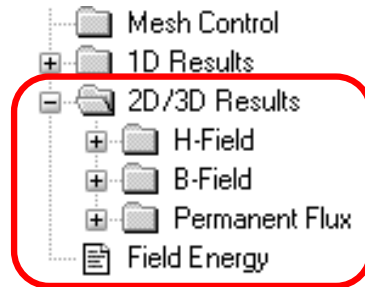 Mesh Control
1D Results
2D/3D Results
H-Field
B-Field
Permanent Flux
Field Energy